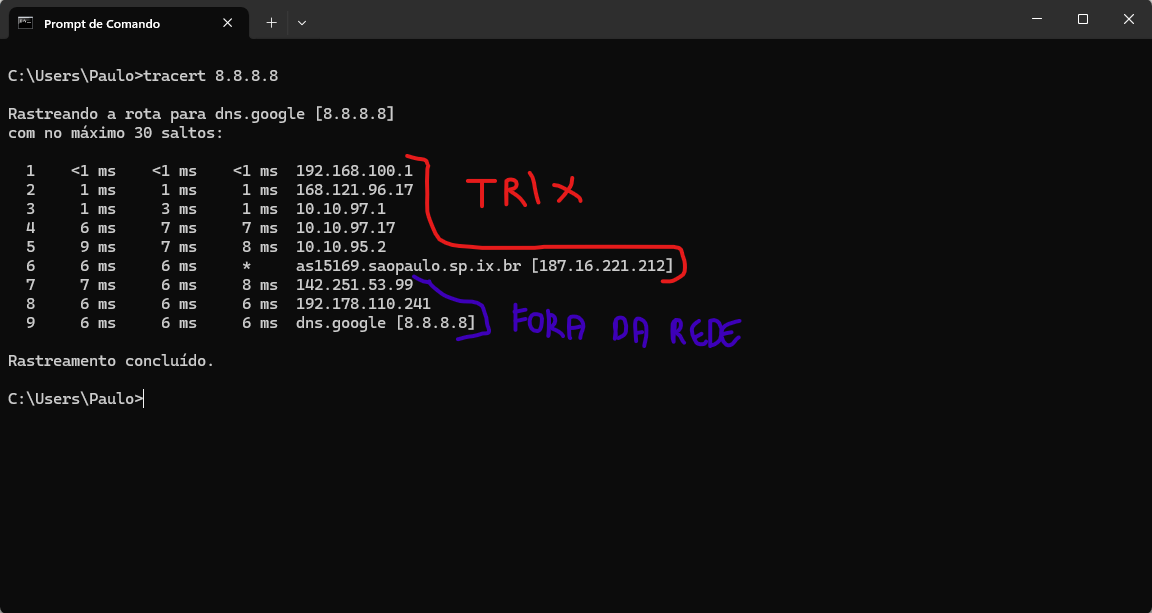 Prompt de Comando
C:\Users\Paulo>tracert 8.8.8.8
Rastreando a rota para dns.google [8.8.8.8]
com no máximo 30 saltos:
1 <1 ms <1 ms <1 ms 192.168.100.1
2 1 ms 1 ms 1 ms 168.121.96.17
3 1 ms 3 ms 1 ms 10.10.97.1
4 6 ms 7 ms 7 ms 10.10.97.17
5 9 ms 7 ms 8 ms 10.10.95.2
6 6 ms 6 ms * as15169.saopaulo.sp.ix.br [187.16.221.212]
7 7 ms 6 ms 8 ms 142.251.53.99
8 6 ms 6 ms 6 ms 192.178.110.241
9 6 ms 6 ms 6 ms dns.google [8.8.8.8]
TRIX
FORA DA REDE
Rastreamento concluído.
C:\Users\Paulo>